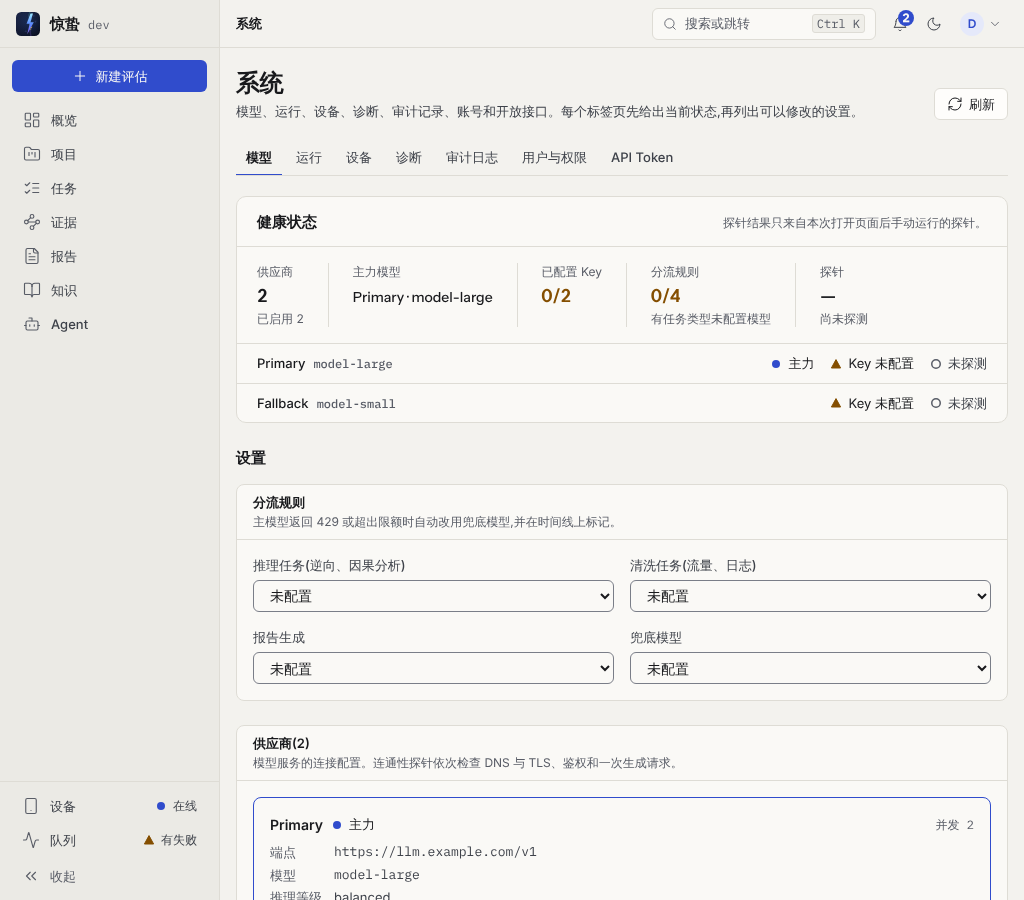 惊蛰 dev
系统
搜索或跳转 Ctrl K
2
D
新建评估
概览
项目
任务
证据
报告
知识
Agent
设备 在线
队列 有失败
收起
系统
模型、运行、设备、诊断、审计记录、账号和开放接口。每个标签页先给出当前状态,再列出可以修改的设置。
刷新
模型 运行 设备 诊断 审计日志 用户与权限 API Token
健康状态 探针结果只来自本次打开页面后手动运行的探针。
供应商 主力模型 已配置 Key 分流规则 探针
2 Primary · model-large 0/2 0/4 —
已启用 2 有任务类型未配置模型 尚未探测
Primary model-large 主力 Key 未配置 未探测
Fallback model-small Key 未配置 未探测
设置
分流规则
主模型返回 429 或超出限额时自动改用兜底模型,并在时间线上标记。
推理任务(逆向、因果分析) 清洗任务(流量、日志)
未配置 未配置
报告生成 兜底模型
未配置 未配置
供应商(2)
模型服务的连接配置。连通性探针依次检查 DNS 与 TLS、鉴权和一次生成请求。
Primary 主力 并发 2
端点 https://llm.example.com/v1
模型 model-large
推理等级 balanced